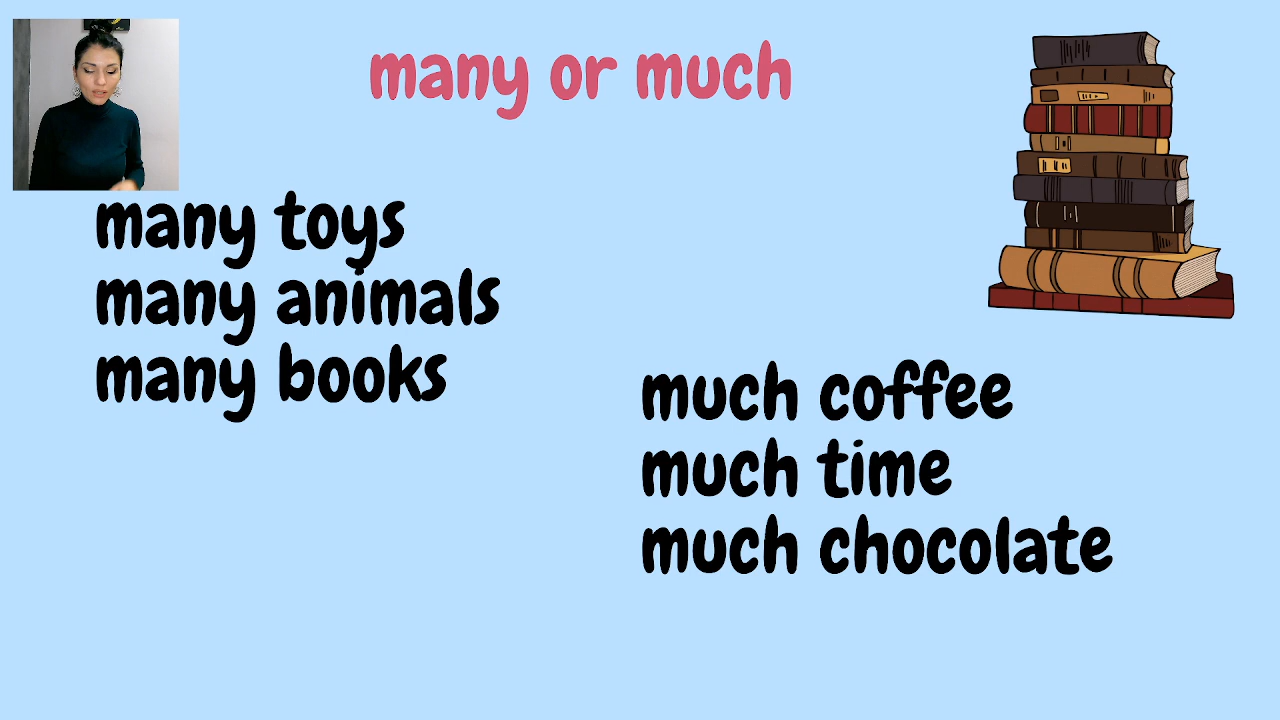 many or much
many toys
many animals
many books
much coffee
much time
much chocolate